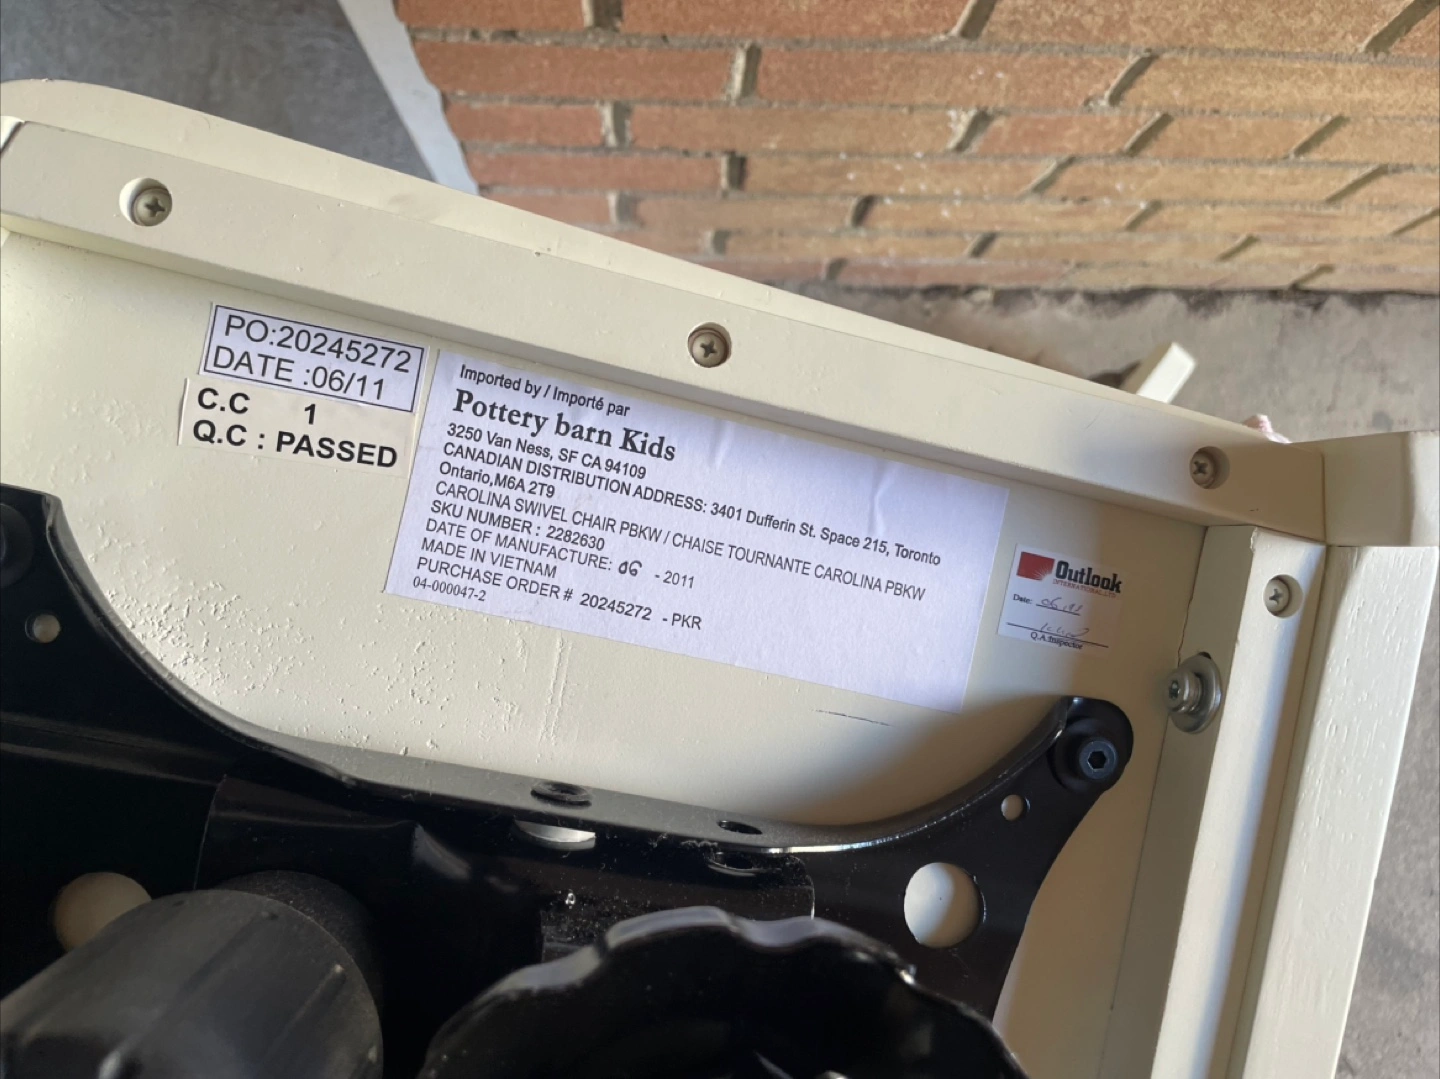 PO:20245272
DATE :06/11
C.C 1
Q.C : PASSED
Imported by / Importé par
Pottery barn Kids
3250 Van Ness, SF CA 94109
CANADIAN DISTRIBUTION ADDRESS: 3401 Dufferin St. Space 215, Toronto
Ontario,M6A 2T9
CAROLINA SWIVEL CHAIR PBKW / CHAISE TOURNANTE CAROLINA PBKW
SKU NUMBER : 2282630
DATE OF MANUFACTURE: 06 - 2011
MADE IN VIETNAM
PURCHASE ORDER # 20245272 - PKR
04-000047-2
Outlook
INTERNATIONAL LTD
Date: 06
Q.A.Inspector